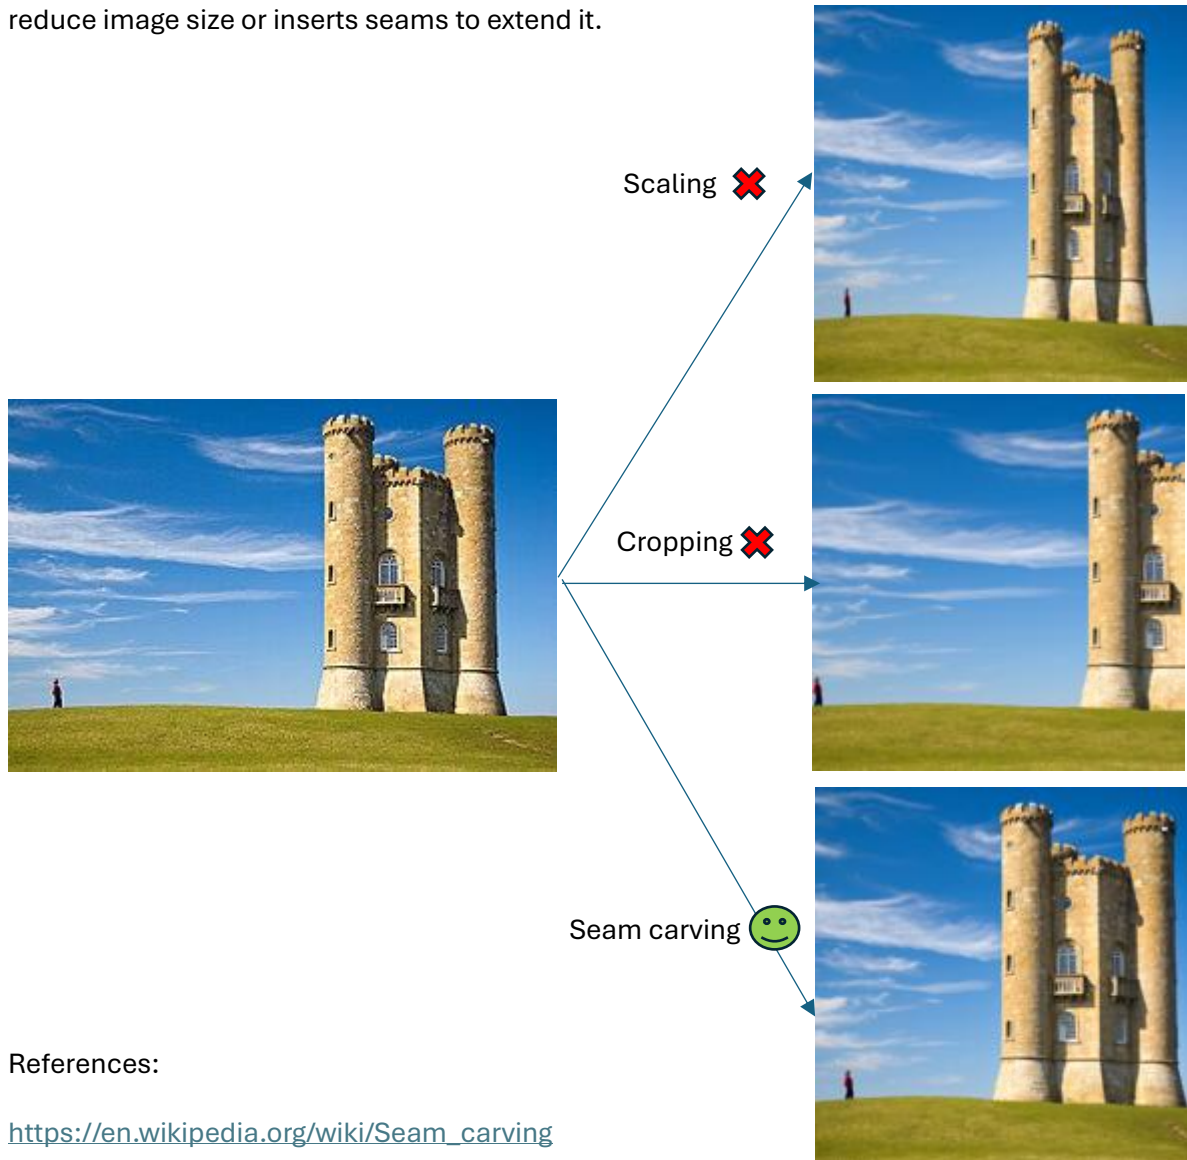 reduce image size or inserts seams to extend it.
Scaling
Cropping
Seam carving
References:
https://en.wikipedia.org/wiki/Seam_carving